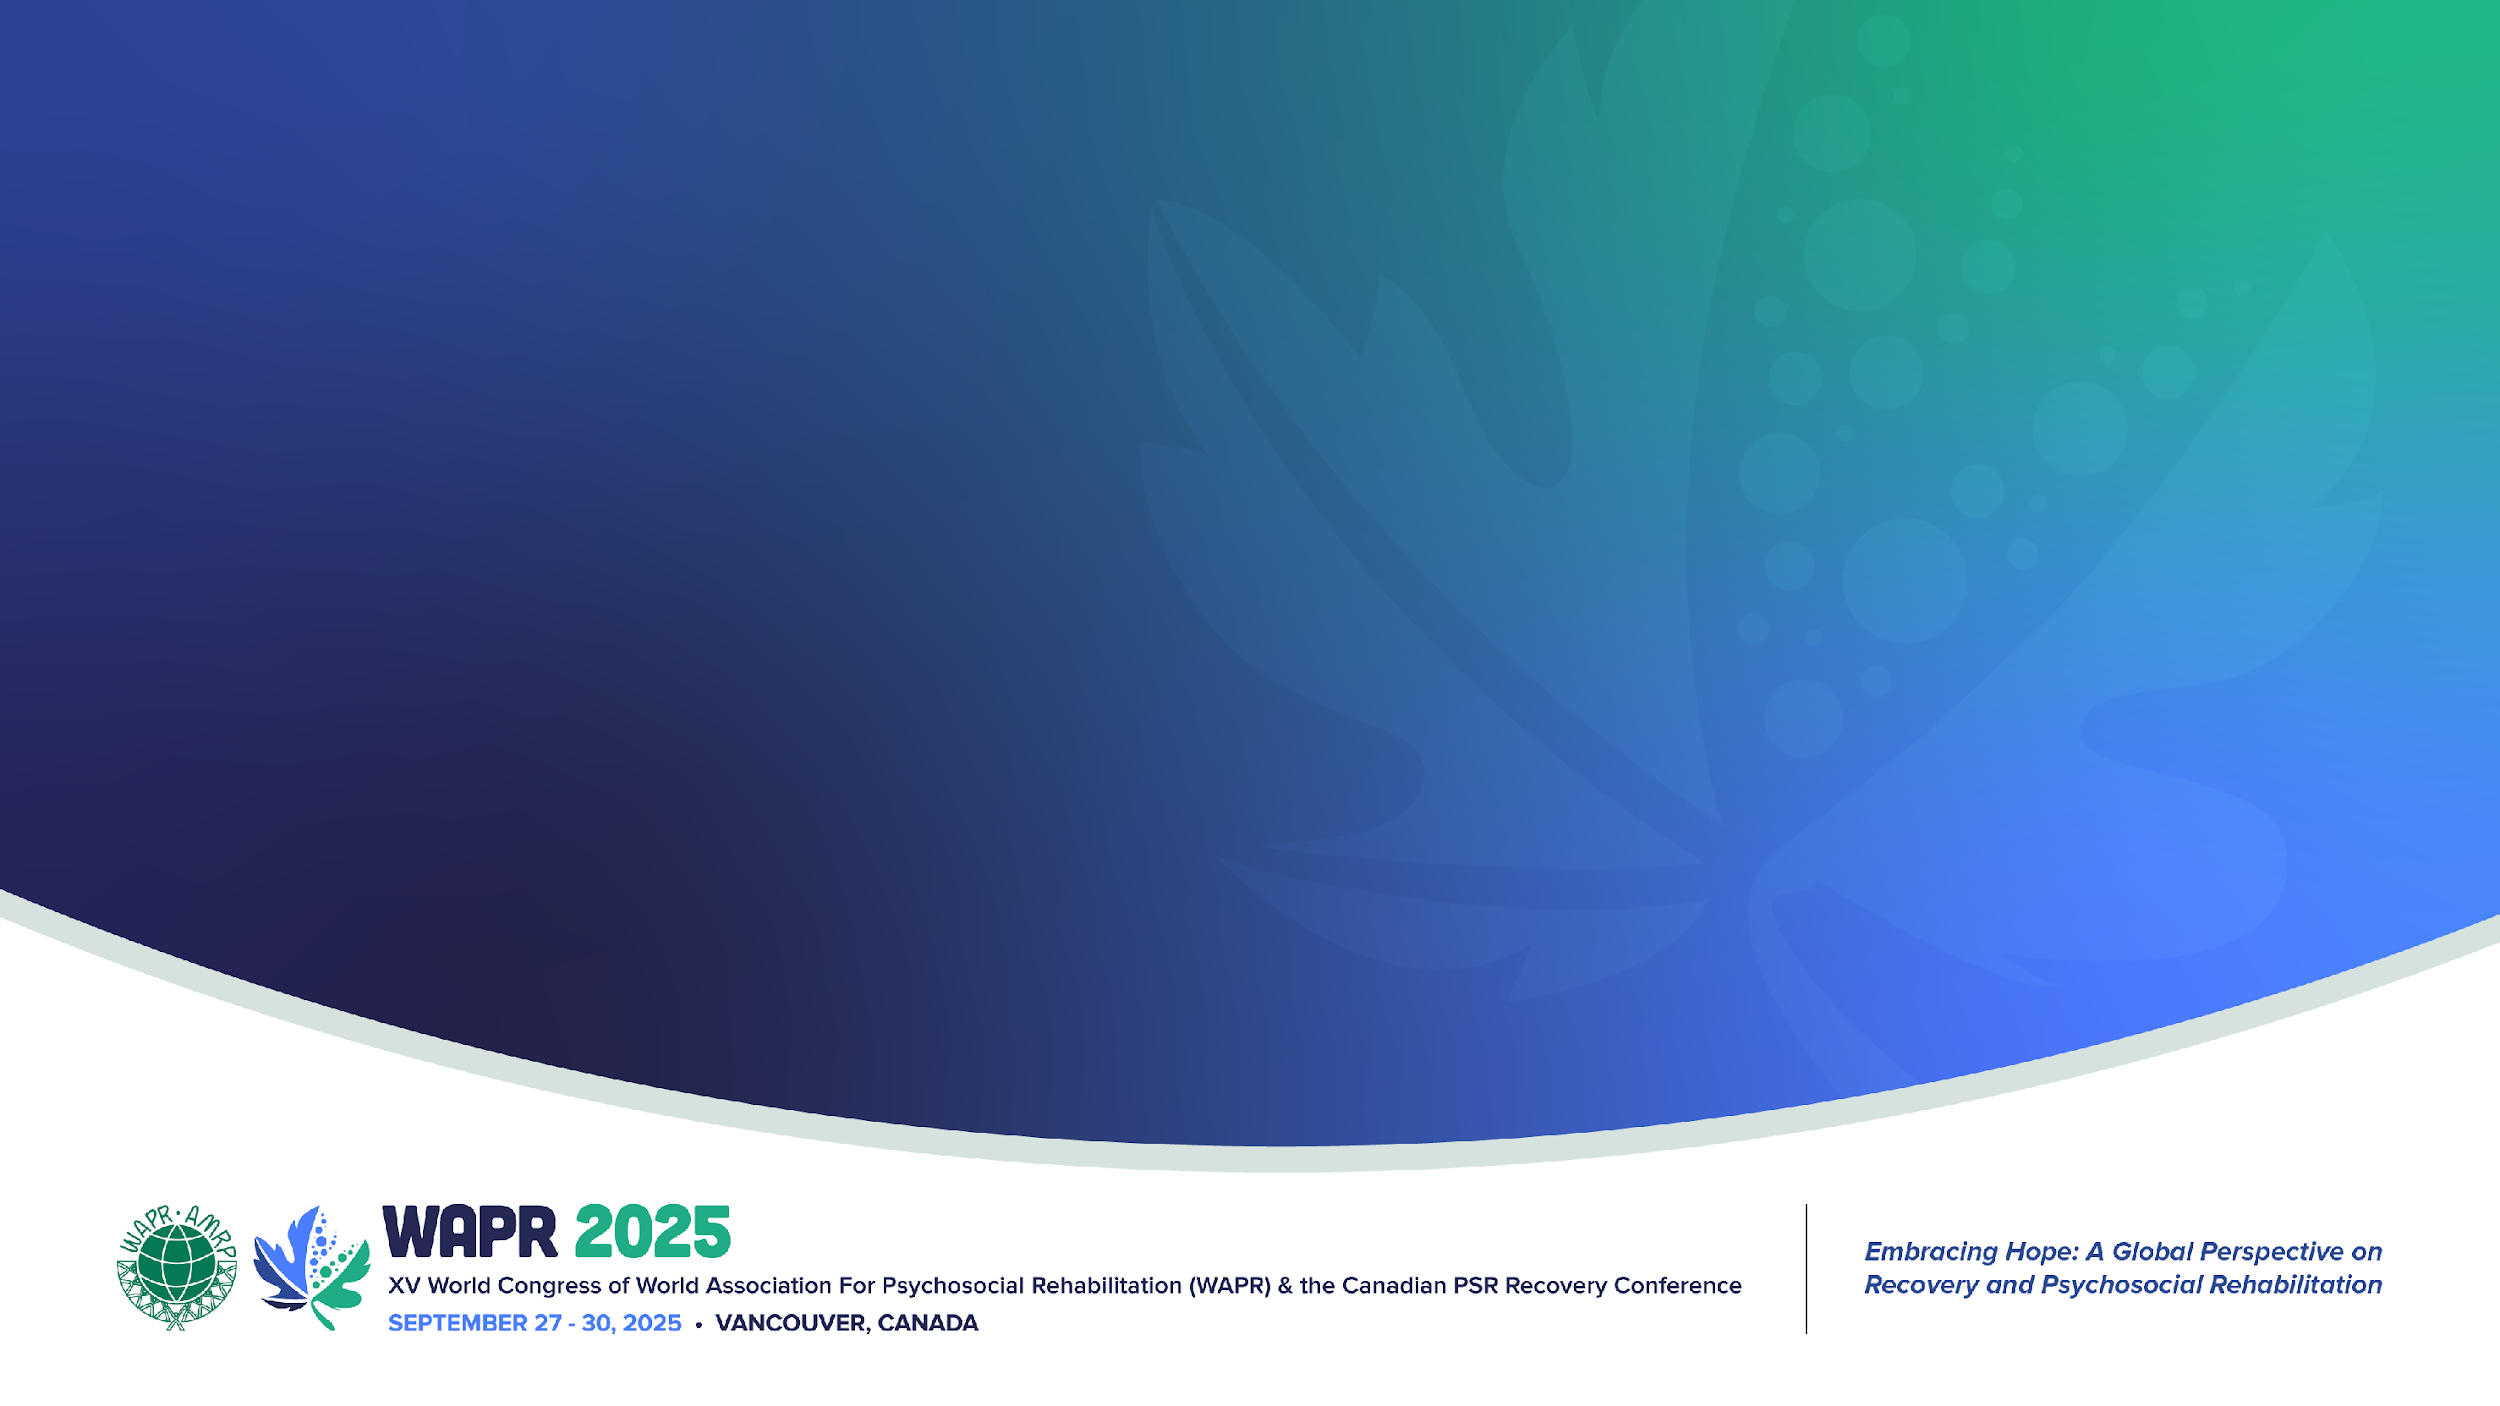 WAPR · AMRP
WAPR 2025
XV World Congress of World Association For Psychosocial Rehabilitation (WAPR) & the Canadian PSR Recovery Conference
SEPTEMBER 27 - 30, 2025 • VANCOUVER, CANADA
Embracing Hope: A Global Perspective on
Recovery and Psychosocial Rehabilitation